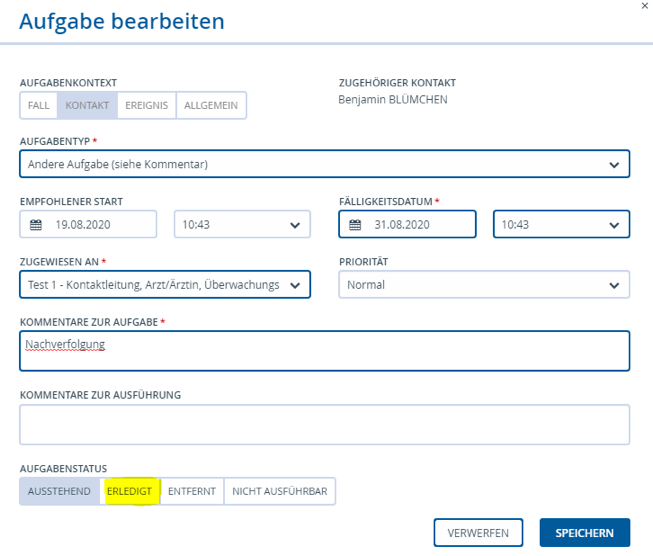 ×
Aufgabe bearbeiten
AUFGABENKONTEXT
ZUGEHÖRIGER KONTAKT
FALL KONTAKT EREIGNIS ALLGEMEIN
Benjamin BLÜMCHEN
AUFGABENTYP *
Andere Aufgabe (siehe Kommentar)
EMPFOHLENER START
FÄLLIGKEITSDATUM *
19.08.2020 10:43 31.08.2020 10:43
ZUGEWIESEN AN *
PRIORITÄT
Test 1 - Kontaktleitung, Arzt/Ärztin, Überwachungs
Normal
KOMMENTARE ZUR AUFGABE *
Nachverfolgung
KOMMENTARE ZUR AUSFÜHRUNG
AUFGABENSTATUS
AUSSTEHEND ERLEDIGT ENTFERNT NICHT AUSFÜHRBAR
VERWERFEN SPEICHERN